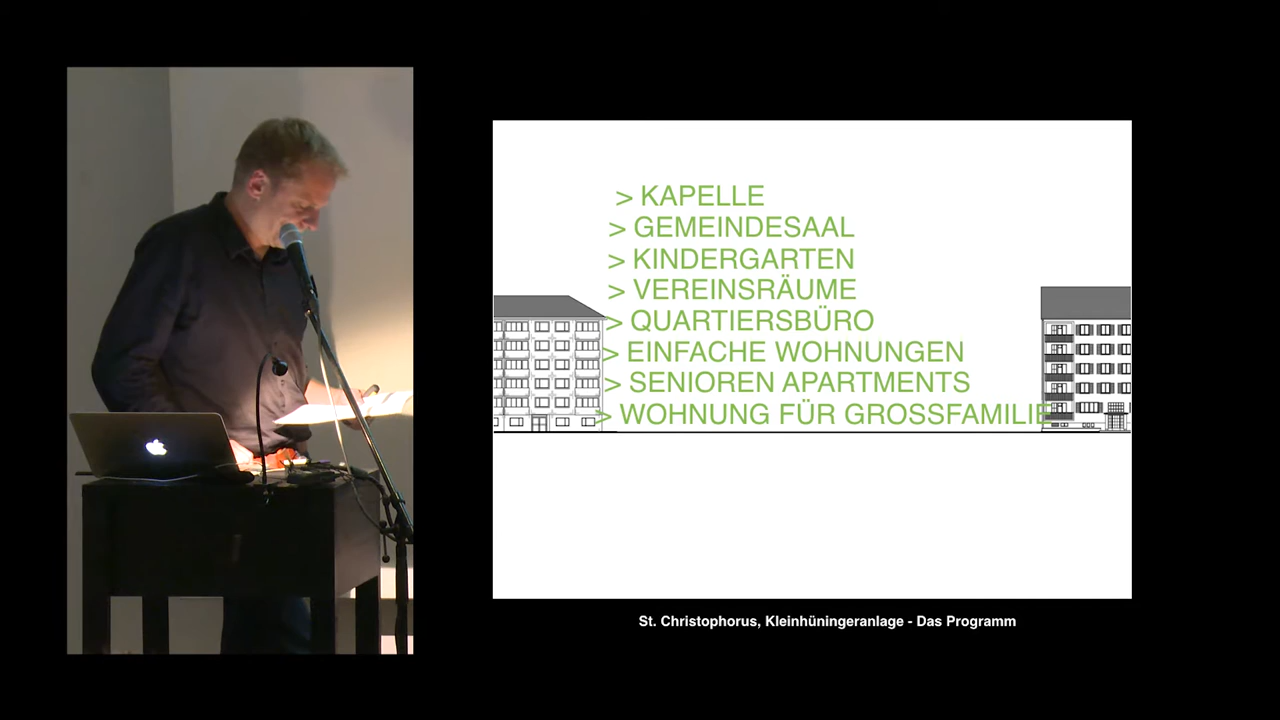 > KAPELLE
> GEMEINDESAAL
> KINDERGARTEN
> VEREINSRÄUME
> QUARTIERSBÜRO
> EINFACHE WOHNUNGEN
> SENIOREN APARTMENTS
> WOHNUNG FÜR GROSSFAMILIE
St. Christophorus, Kleinhüningeranlage - Das Programm